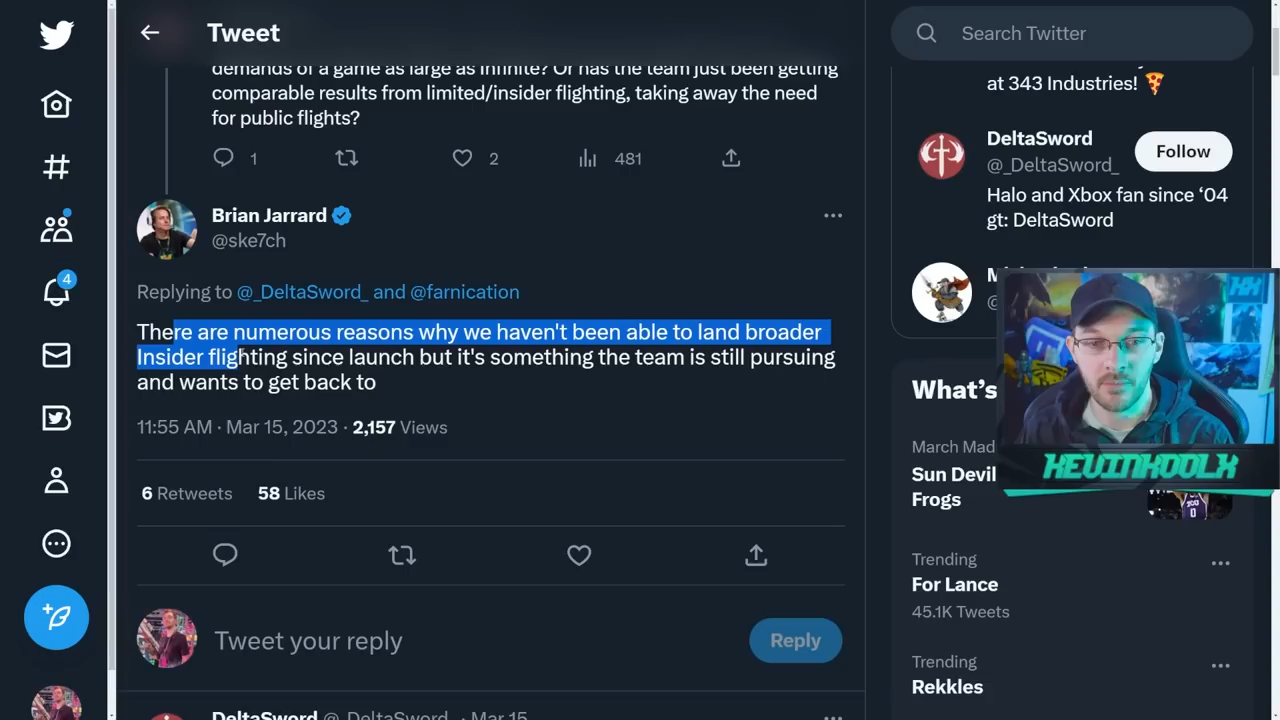 Tweet
Search Twitter
demands of a game as large as Infinite? Or has the team just been getting
comparable results from limited/insider flighting, taking away the need
for public flights?
1
2
481
Brian Jarrard
@ske7ch
Replying to @_DeltaSword_ and @farnication
There are numerous reasons why we haven't been able to land broader
Insider flighting since launch but it's something the team is still pursuing
and wants to get back to
11:55 AM · Mar 15, 2023 · 2,157 Views
6 Retweets 58 Likes
Tweet your reply
Reply
DeltaSword @_DeltaSword_ · Mar 15
4
at 343 Industries! 🍕
DeltaSword
@_DeltaSword_
Follow
Halo and Xbox fan since ‘04
gt: DeltaSword
What's
March Mad
Sun Devil
Frogs
Trending
For Lance
45.1K Tweets
Trending
Rekkles
KEVINKOOLX